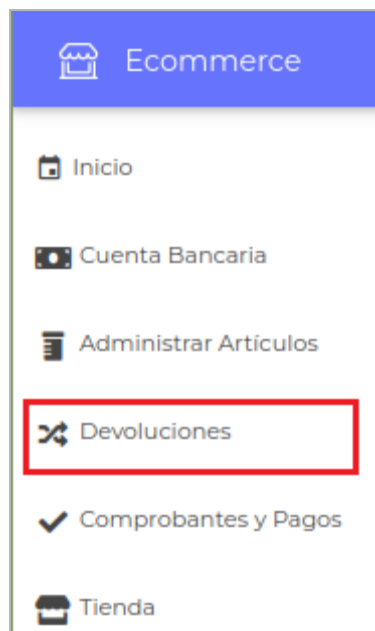 Ecommerce
Inicio
Cuenta Bancaria
Administrar Artículos
Devoluciones
Comprobantes y Pagos
Tienda